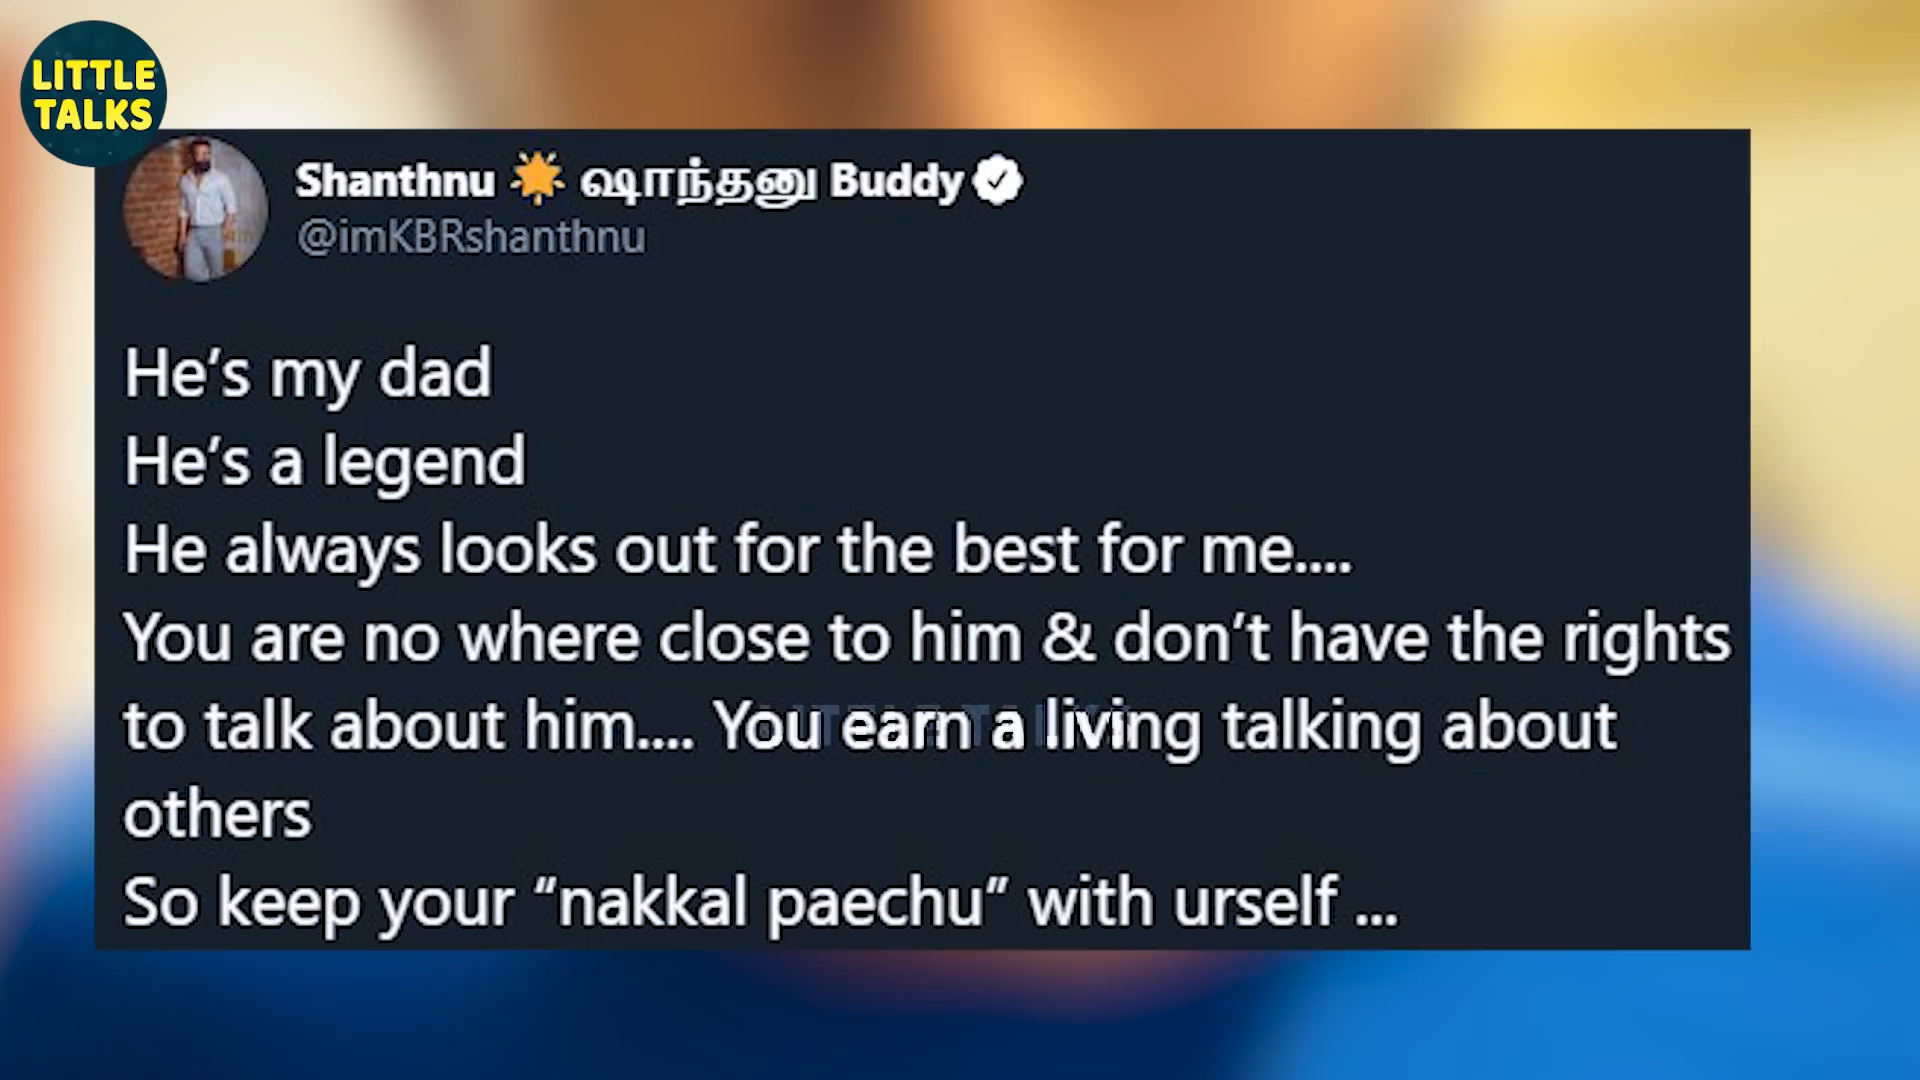 LITTLE
TALKS
Shanthnu 🌟 ஷாந்தனு Buddy
@imKBRshanthnu
He’s my dad
He’s a legend
He always looks out for the best for me....
You are no where close to him & don’t have the rights
to talk about him.... You earn a living talking about
others
So keep your “nakkal paechu” with urself ...
LITTLE TALKS